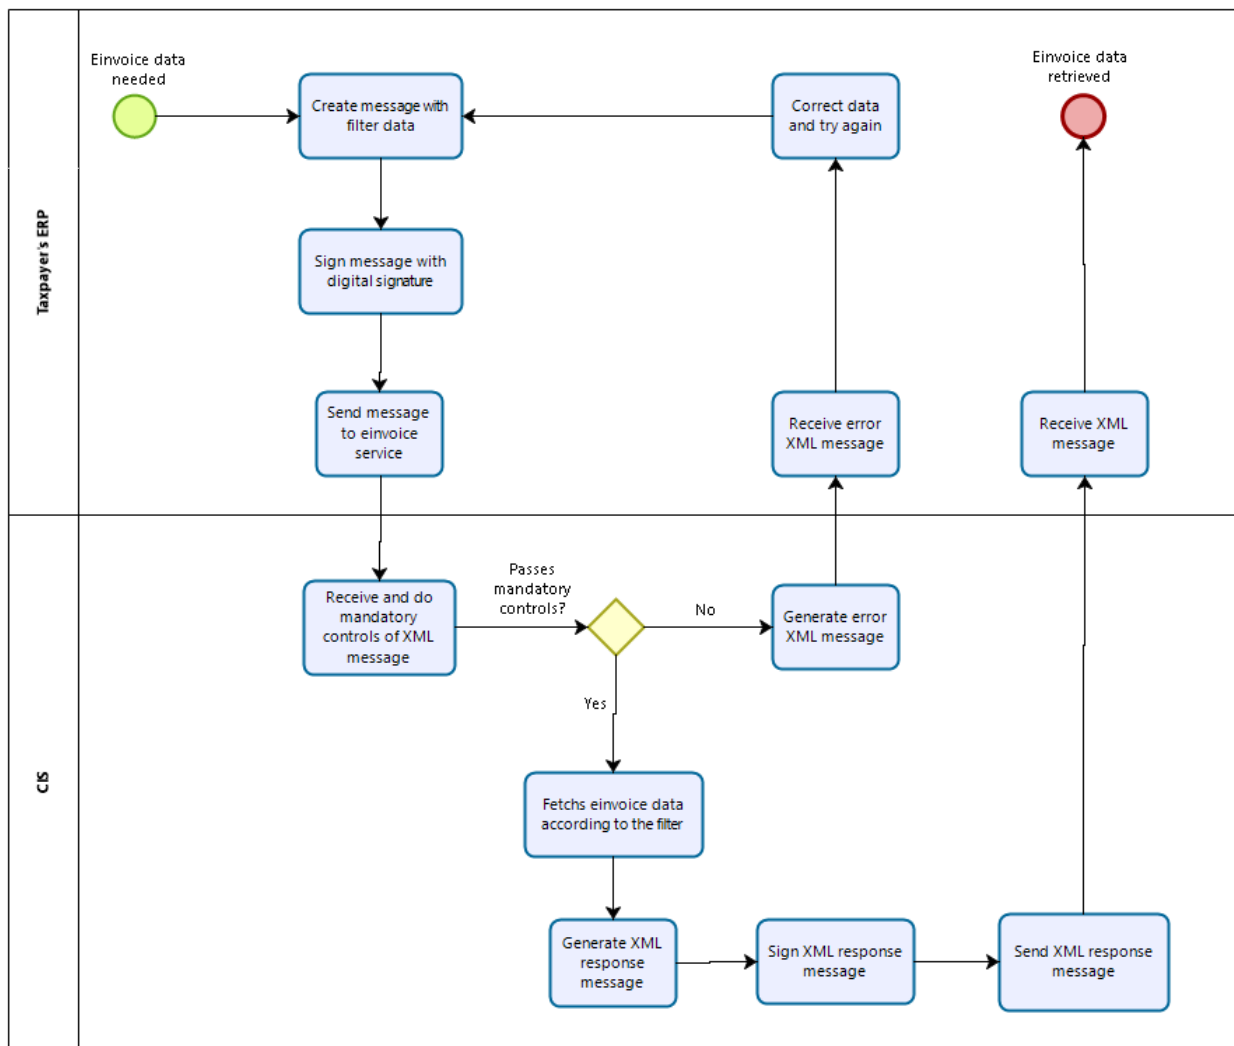 Einvoice data
needed
Create message with
filter data
Correct data
and try again
Einvoice data
retrieved
Taxpayer's ERP
Sign message with
digital signature
Send message
to einvoice
service
Receive error
XML message
Receive XML
message
Receive and do
mandatory
controls of XML
message
Passes
mandatory
controls?
No
Generate error
XML message
Yes
CIS
Fetchs einvoice data
according to the filter
Generate XML
response
message
Sign XML response
message
Send XML response
message